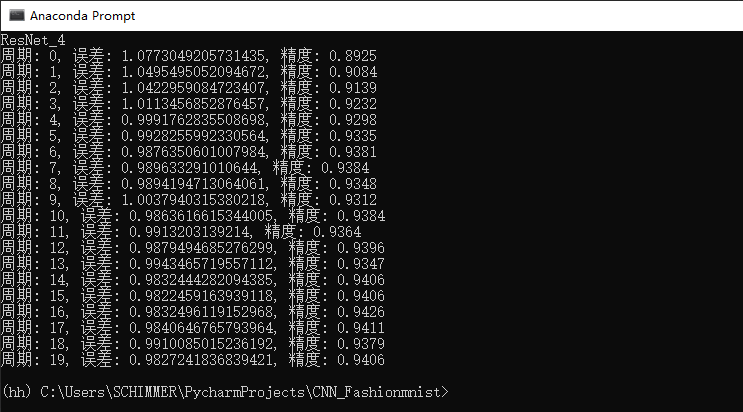 Anaconda Prompt
ResNet_4
周期: 0, 误差: 1.0773049205731435, 精度: 0.8925
周期: 1, 误差: 1.0495495052094672, 精度: 0.9084
周期: 2, 误差: 1.0422959084723407, 精度: 0.9139
周期: 3, 误差: 1.0113456852876457, 精度: 0.9232
周期: 4, 误差: 0.9991762835508698, 精度: 0.9298
周期: 5, 误差: 0.9928255992330564, 精度: 0.9335
周期: 6, 误差: 0.9876350601007984, 精度: 0.9381
周期: 7, 误差: 0.989633291010644, 精度: 0.9384
周期: 8, 误差: 0.9894194713064061, 精度: 0.9348
周期: 9, 误差: 1.0037940315380218, 精度: 0.9312
周期: 10, 误差: 0.9863616615344005, 精度: 0.9384
周期: 11, 误差: 0.9913203139214, 精度: 0.9364
周期: 12, 误差: 0.9879494685276299, 精度: 0.9396
周期: 13, 误差: 0.9943465719557112, 精度: 0.9347
周期: 14, 误差: 0.9832444282094385, 精度: 0.9406
周期: 15, 误差: 0.9822459163939118, 精度: 0.9406
周期: 16, 误差: 0.9832496119152968, 精度: 0.9426
周期: 17, 误差: 0.9840646765793964, 精度: 0.9411
周期: 18, 误差: 0.9910085015236192, 精度: 0.9379
周期: 19, 误差: 0.9827241836839421, 精度: 0.9406
(hh) C:\Users\SCHIMMER\PycharmProjects\CNN_Fashionmnist>